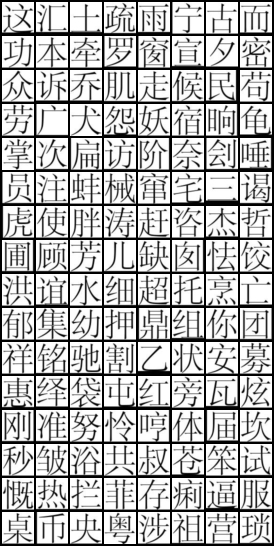 这汇土疏雨宁古而
功本牵罗窗宣夕密
众诉乔肌走候民苟
劳广犬怨妖宿晌龟
掌次扁访阶奈刽唾
员注蚌械窜宅三谒
虎使胖涛赶咨杰哲
圃顾芳儿缺囱怯饺
洪谊水细超托烹亡
郁集幼押鼎组你团
祥铭驰割乙状安募
惠绎袋屯红旁瓦炫
刚准努怜哼体届坎
秒皱浴共叔苍笨试
慨热拦菲存痢逼服
桌币央粤涉祖营琐